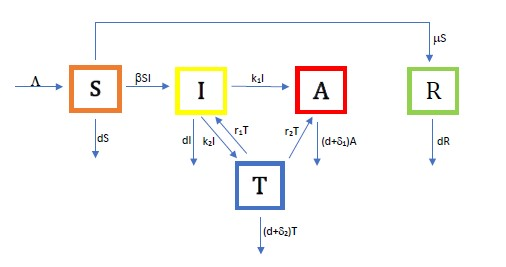 μS
Λ
S
βSI
I
k₁I
A
R
dS
dI
k₂I
r₁T
r₂T
(d+δ₁)A
dR
T
(d+δ₂)T